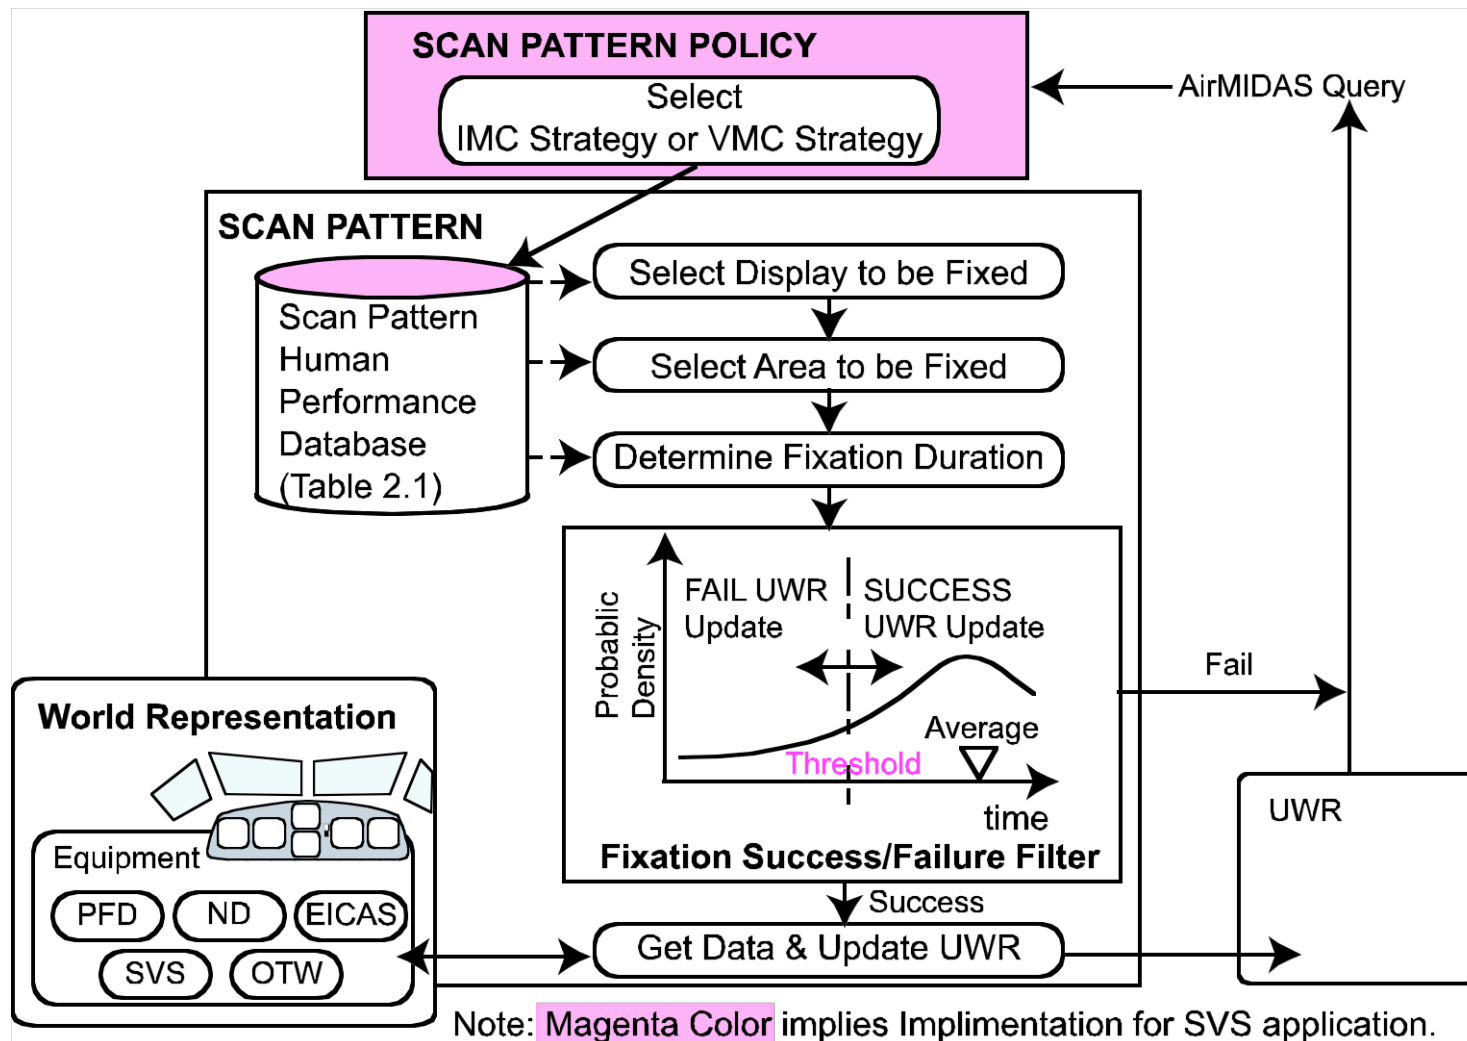 SCAN PATTERN POLICY
Select
IMC Strategy or VMC Strategy
AirMIDAS Query
SCAN PATTERN
Scan Pattern
Human
Performance
Database
(Table 2.1)
Select Display to be Fixed
Select Area to be Fixed
Determine Fixation Duration
Probablic
Density
FAIL UWR
Update
SUCCESS
UWR Update
Threshold
Average
time
Fixation Success/Failure Filter
Fail
Success
Get Data & Update UWR
UWR
World Representation
Equipment
PFD
ND
EICAS
SVS
OTW
Note: Magenta Color implies Implimentation for SVS application.